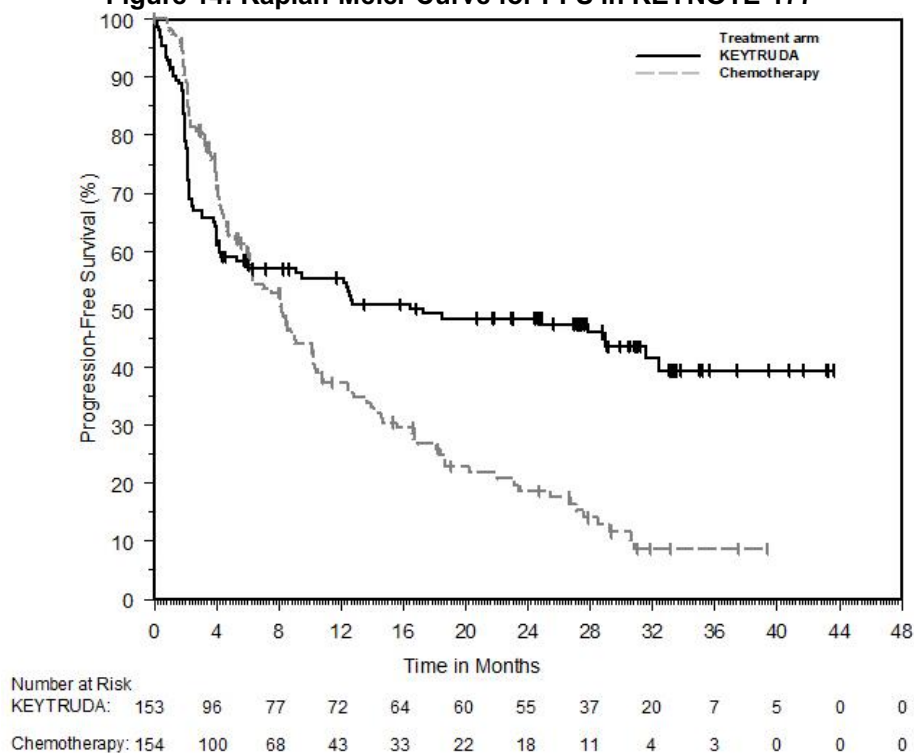 Figure 14: Kaplan-Meier Curve for PFS in KEYNOTE-177
Treatment arm
KEYTRUDA
Chemotherapy
100
90
80
70
60
50
40
30
20
10
0
Progression-Free Survival (%)
0 4 8 12 16 20 24 28 32 36 40 44 48
Time in Months
Number at Risk
KEYTRUDA: 153 96 77 72 64 60 55 37 20 7 5 0 0
Chemotherapy: 154 100 68 43 33 22 18 11 4 3 0 0 0